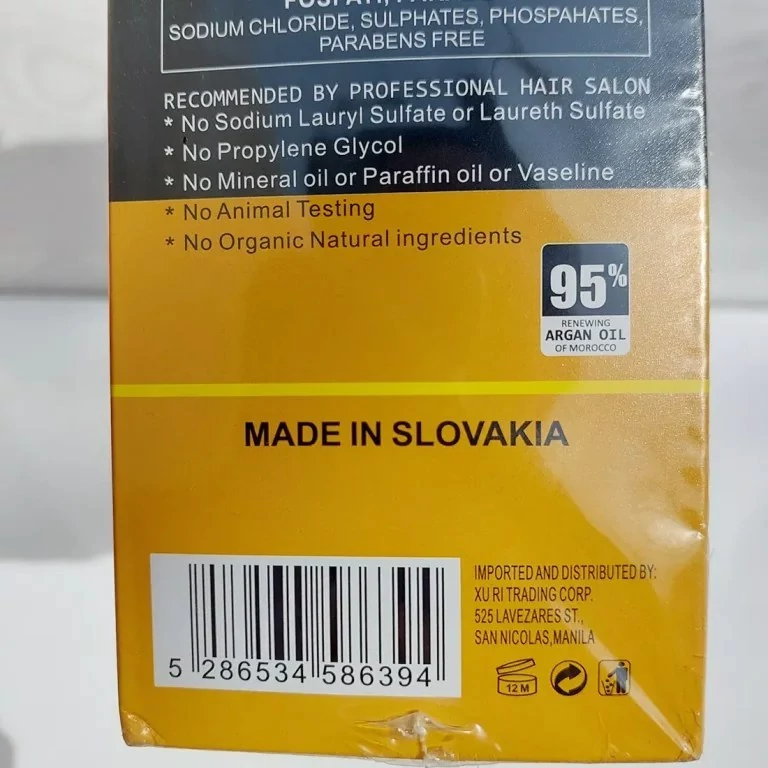 SODIUM CHLORIDE, SULPHATES, PHOSPAHATES,
PARABENS FREE
RECOMMENDED BY PROFESSIONAL HAIR SALON
* No Sodium Lauryl Sulfate or Laureth Sulfate
* No Propylene Glycol
* No Mineral oil or Paraffin oil or Vaseline
* No Animal Testing
* No Organic Natural ingredients
95%
RENEWING
ARGAN OIL
OF MOROCCO
MADE IN SLOVAKIA
IMPORTED AND DISTRIBUTED BY:
XU RI TRADING CORP.
525 LAVEZARES ST.,
SAN NICOLAS,MANILA
5 286534 586394
12 M